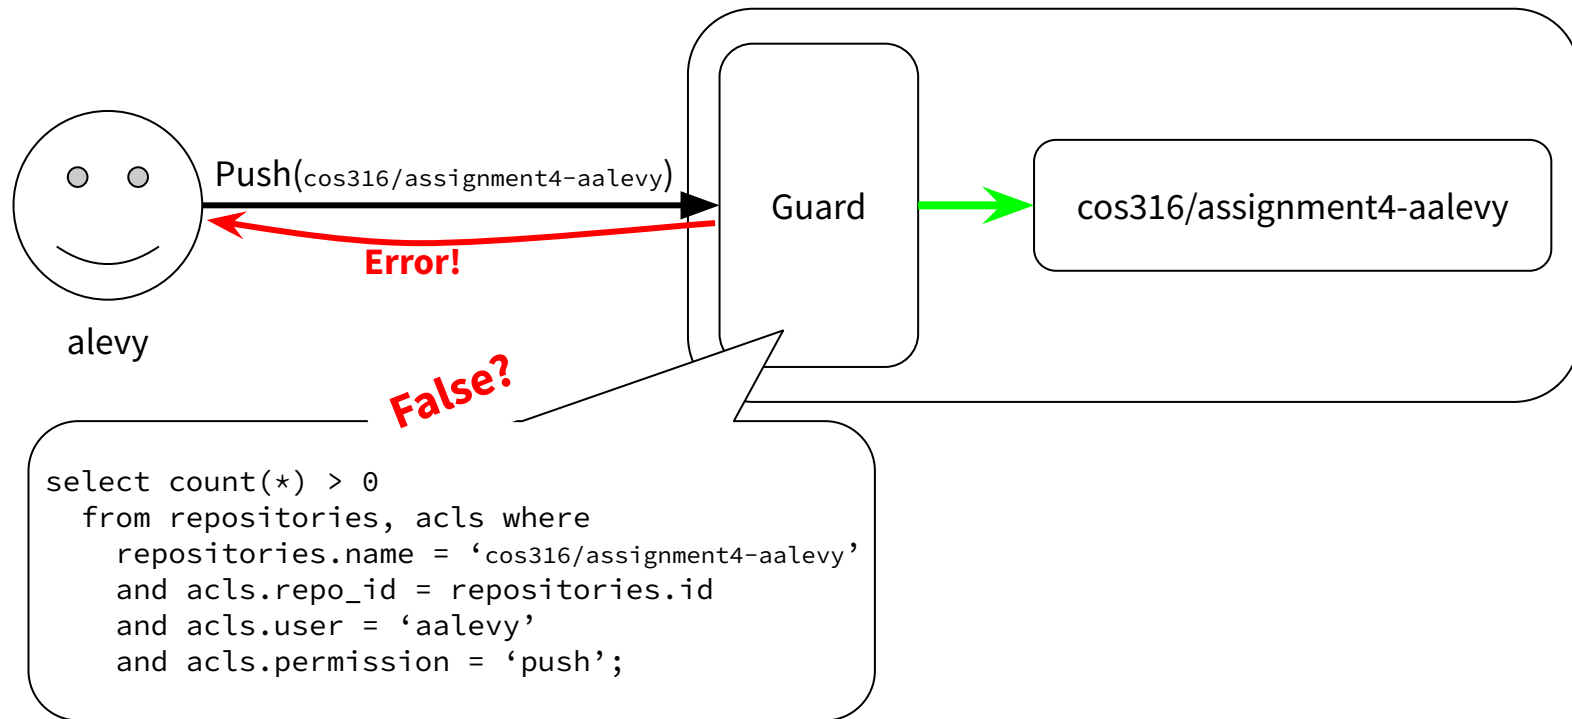 Push(cos316/assignment4-aalevy)
Guard
cos316/assignment4-aalevy
Error!
alevy
False?
select count(*) > 0
from repositories, acls where
repositories.name = ‘cos316/assignment4-aalevy’
and acls.repo_id = repositories.id
and acls.user = ‘aalevy’
and acls.permission = ‘push’;